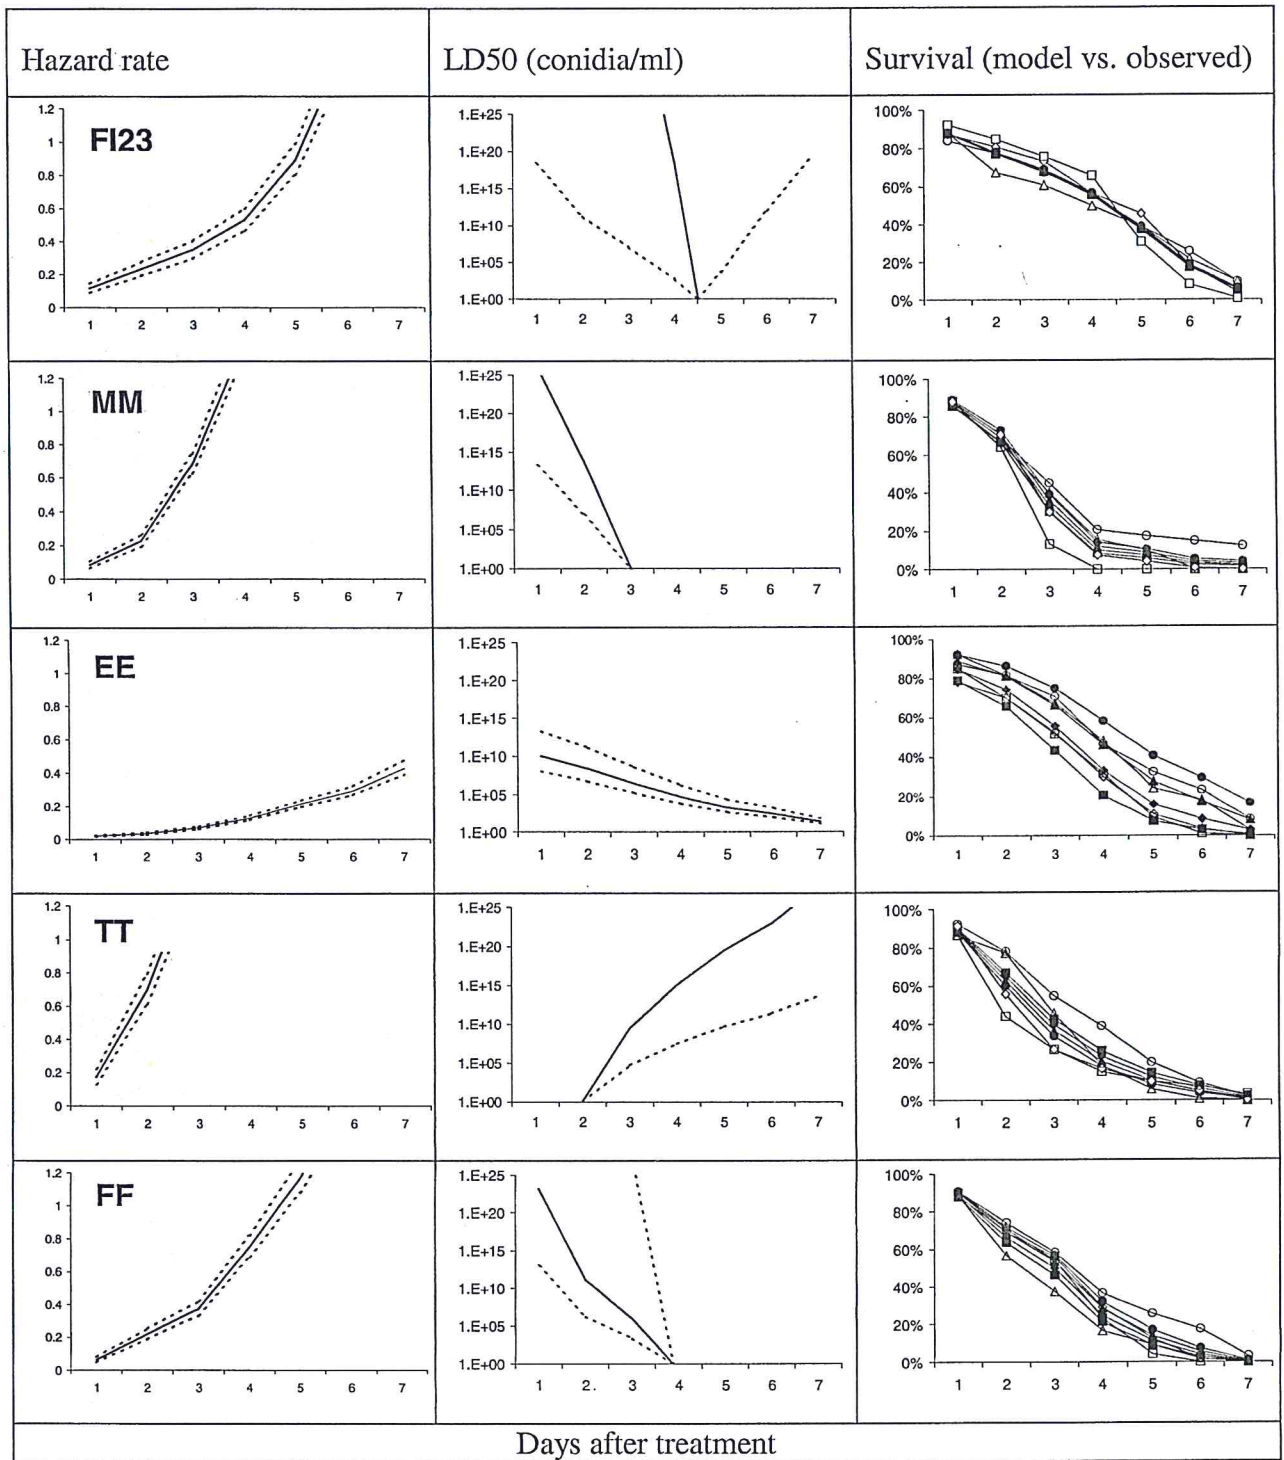 Hazard rate
LD50 (conidia/ml)
Survival (model vs. observed)
FI23
1.2
1
0.8
0.6
0.4
0.2
0
1 2 3 4 5 6 7
1.E+25
1.E+20
1.E+15
1.E+10
1.E+05
1.E+00
1 2 3 4 5 6 7
100%
80%
60%
40%
20%
0%
1 2 3 4 5 6 7
MM
1.2
1
0.8
0.6
0.4
0.2
0
1 2 3 4 5 6 7
1.E+25
1.E+20
1.E+15
1.E+10
1.E+05
1.E+00
1 2 3 4 5 6 7
100%
80%
60%
40%
20%
0%
1 2 3 4 5 6 7
EE
1.2
1
0.8
0.6
0.4
0.2
0
1 2 3 4 5 6 7
1.E+25
1.E+20
1.E+15
1.E+10
1.E+05
1.E+00
1 2 3 4 5 6 7
100%
80%
60%
40%
20%
0%
1 2 3 4 5 6 7
TT
1.2
1
0.8
0.6
0.4
0.2
0
1 2 3 4 5 6 7
1.E+25
1.E+20
1.E+15
1.E+10
1.E+05
1.E+00
1 2 3 4 5 6 7
100%
80%
60%
40%
20%
0%
1 2 3 4 5 6 7
FF
1.2
1
0.8
0.6
0.4
0.2
0
1 2 3 4 5 6 7
1.E+25
1.E+20
1.E+15
1.E+10
1.E+05
1.E+00
1 2 3 4 5 6 7
100%
80%
60%
40%
20%
0%
1 2 3 4 5 6 7
Days after treatment